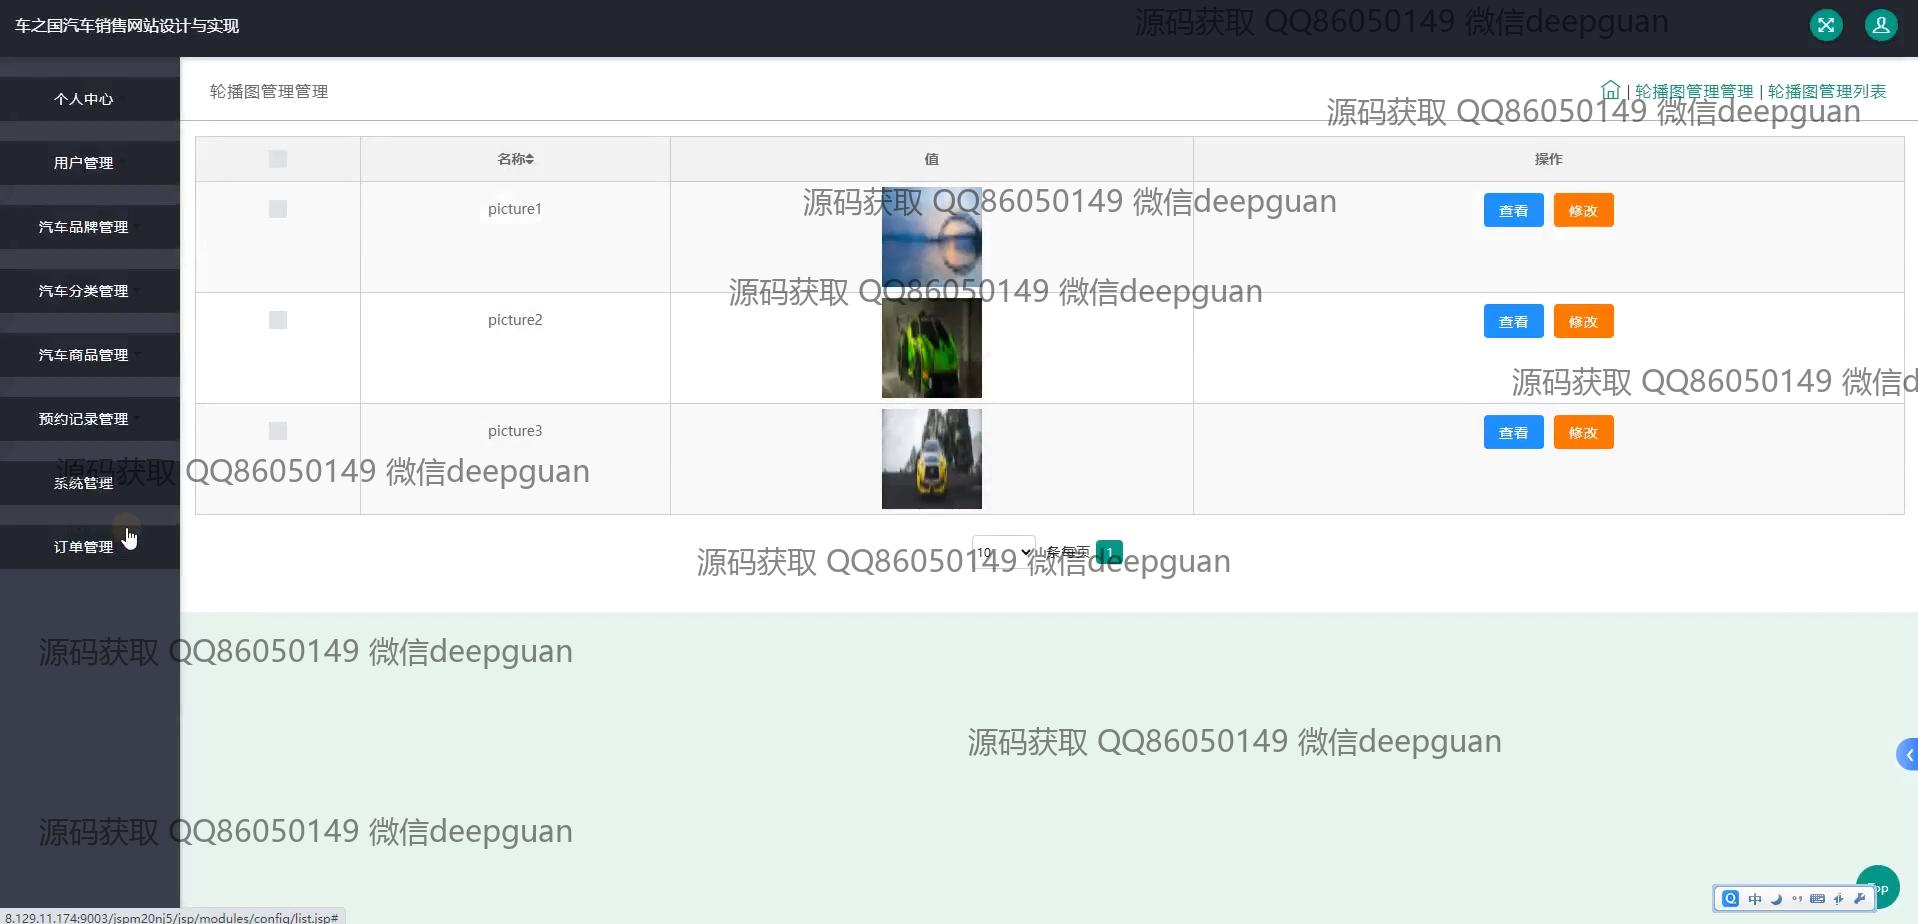 车之国汽车销售网站设计与实现
源码获取 QQ86050149 微信deepguan
个人中心
用户管理
汽车品牌管理
汽车分类管理
汽车商品管理
预约记录管理
系统管理
订单管理
轮播图管理管理
| 轮播图管理管理 | 轮播图管理列表
源码获取 QQ86050149 微信deepguan
名称 值 操作
picture1 查看 修改
源码获取 QQ86050149 微信deepguan
源码获取 QQ86050149 微信deepguan
picture2 查看 修改
源码获取 QQ86050149 微信d
picture3 查看 修改
源码获取 QQ86050149 微信deepguan
10 条每页 1
源码获取 QQ86050149 微信deepguan
源码获取 QQ86050149 微信deepguan
源码获取 QQ86050149 微信deepguan
源码获取 QQ86050149 微信deepguan
Top
中
8.129.11.174:9003/jspm20nj5/jsp/modules/config/list.jsp#